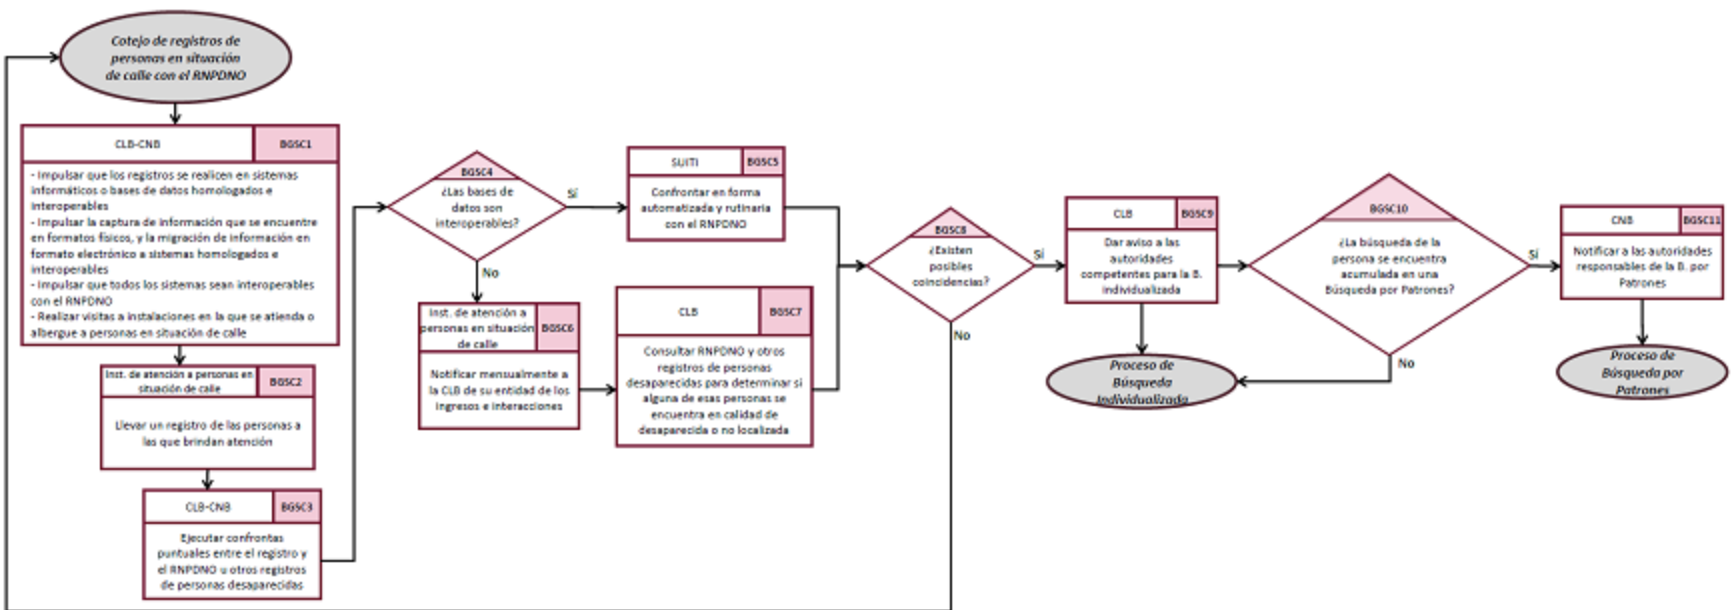 Cotejo de registros de
personas en situación
de calle con el RNPDNO
CLB-CNB
BGSC1
- Impulsar que los registros se realicen en sistemas
informáticos o bases de datos homologados e
interoperables
- Impulsar la captura de información que se encuentre
en formatos físicos, y la migración de información en
formato electrónico a sistemas homologados e
interoperables
- Impulsar que todos los sistemas sean interoperables
con el RNPDNO
- Realizar visitas a instalaciones en la que se atienda o
albergue a personas en situación de calle
Inst. de atención a personas en
situación de calle
BGSC2
Llevar un registro de las personas a
las que brindan atención
CLB-CNB
BGSC3
Ejecutar confrontas
puntuales entre el registro y
el RNPDNO u otros registros
de personas desaparecidas
BGSC4
¿Las bases de
datos son
interoperables?
Sí
No
SUITI
BGSC5
Confrontar en forma
automatizada y rutinaria
con el RNPDNO
Inst. de atención a
personas en situación
de calle
BGSC6
Notificar mensualmente a
la CLB de su entidad de los
ingresos e interacciones
CLB
BGSC7
Consultar RNPDNO y otros
registros de personas
desaparecidas para determinar si
alguna de esas personas se
encuentra en calidad de
desaparecida o no localizada
BGSC8
¿Existen
posibles
coincidencias?
Sí
No
CLB
BGSC9
Dar aviso a las
autoridades
competentes para la B.
Individualizada
Proceso de
Búsqueda
Individualizada
BGSC10
¿La búsqueda de la
persona se encuentra
acumulada en una
Búsqueda por Patrones?
Sí
No
CNB
BGSC11
Notificar a las autoridades
responsables de la B. por
Patrones
Proceso de
Búsqueda por
Patrones